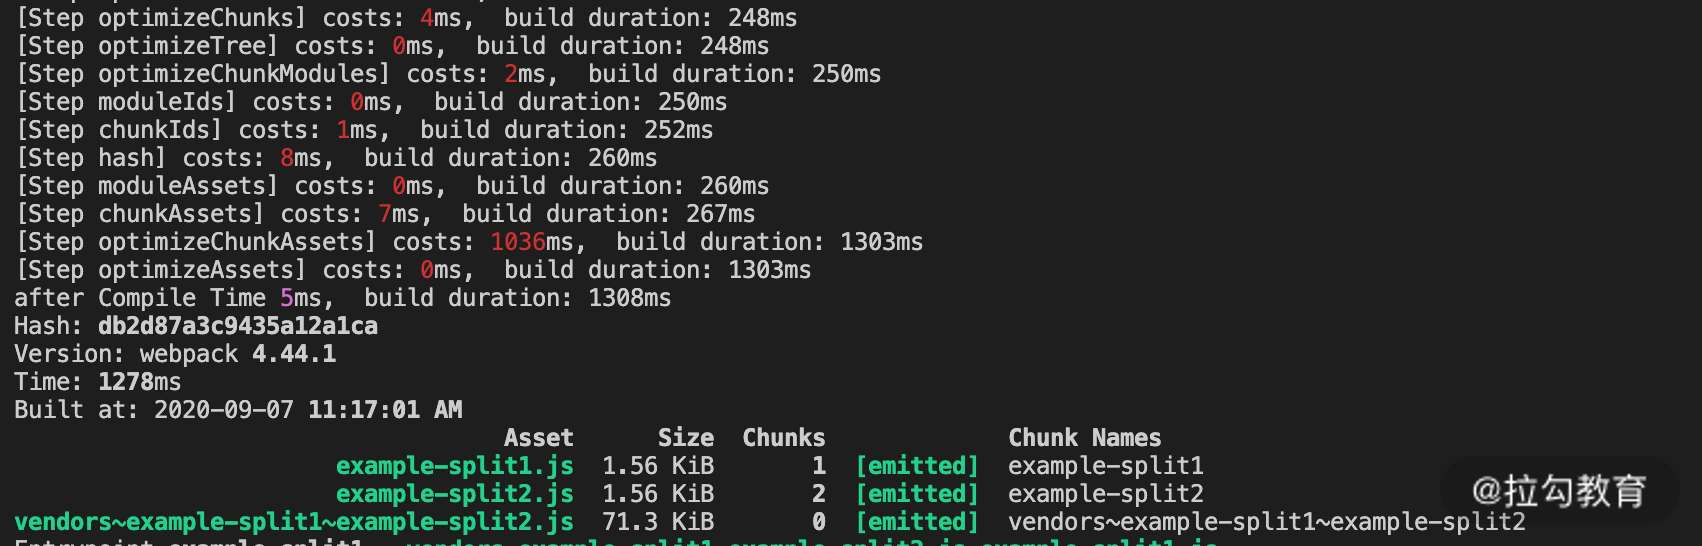 [Step optimizeChunks] costs: 4ms,  build duration: 248ms
[Step optimizeTree] costs: 0ms,  build duration: 248ms
[Step optimizeChunkModules] costs: 2ms,  build duration: 250ms
[Step moduleIds] costs: 0ms,  build duration: 250ms
[Step chunkIds] costs: 1ms,  build duration: 252ms
[Step hash] costs: 8ms,  build duration: 260ms
[Step moduleAssets] costs: 0ms,  build duration: 260ms
[Step chunkAssets] costs: 7ms,  build duration: 267ms
[Step optimizeChunkAssets] costs: 1036ms,  build duration: 1303ms
[Step optimizeAssets] costs: 0ms,  build duration: 1303ms
after Compile Time 5ms,  build duration: 1308ms
Hash: db2d87a3c9435a12a1ca
Version: webpack 4.44.1
Time: 1278ms
Built at: 2020-09-07 11:17:01 AM
Asset Size Chunks Chunk Names
example-split1.js 1.56 KiB 1 [emitted] example-split1
example-split2.js 1.56 KiB 2 [emitted] example-split2
@拉勾教育
vendors~example-split1~example-split2.js 71.3 KiB 0 [emitted] vendors~example-split1~example-split2